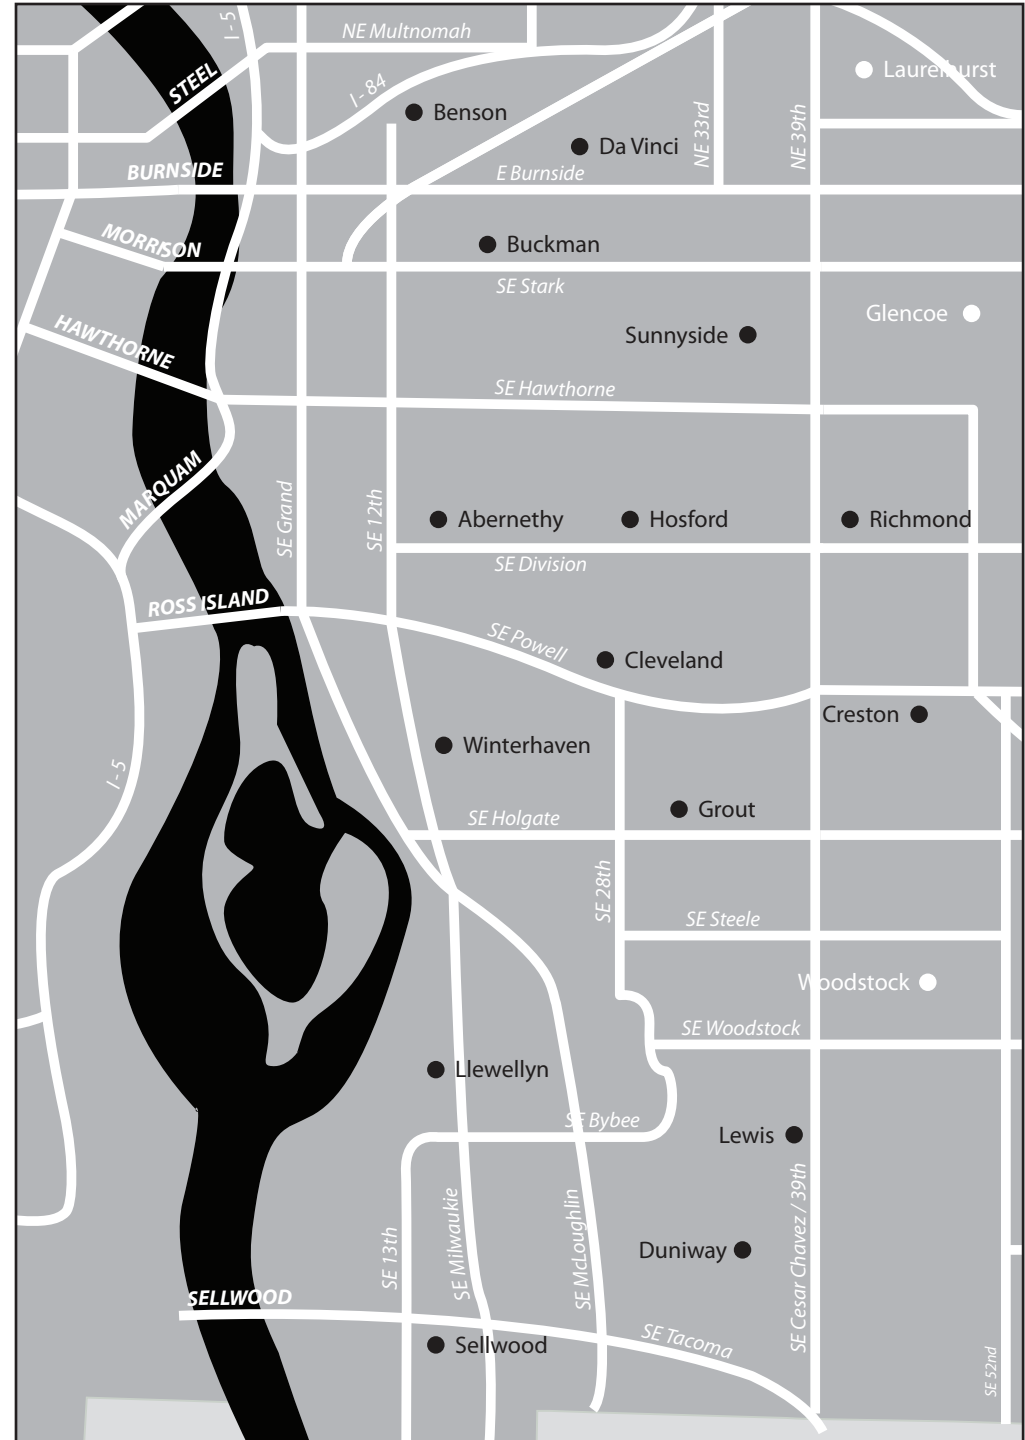 I - 5
NE Multnomah
STEEL
I - 84
Laurelhurst
Benson
NE 33rd
NE 39th
Da Vinci
BURNSIDE
E Burnside
MORRISON
Buckman
SE Stark
Glencoe
HAWTHORNE
Sunnyside
SE Hawthorne
MARQUAM
SE Grand
SE 12th
Abernethy
Hosford
Richmond
SE Division
ROSS ISLAND
SE Powell
Cleveland
Creston
Winterhaven
I - 5
SE Holgate
Grout
SE 28th
SE Steele
Woodstock
SE Woodstock
Llewellyn
SE Bybee
Lewis
SE 13th
SE Milwaukie
SE McLoughlin
SE Cesar Chavez / 39th
Duniway
SELLWOOD
Sellwood
SE Tacoma
SE 52nd